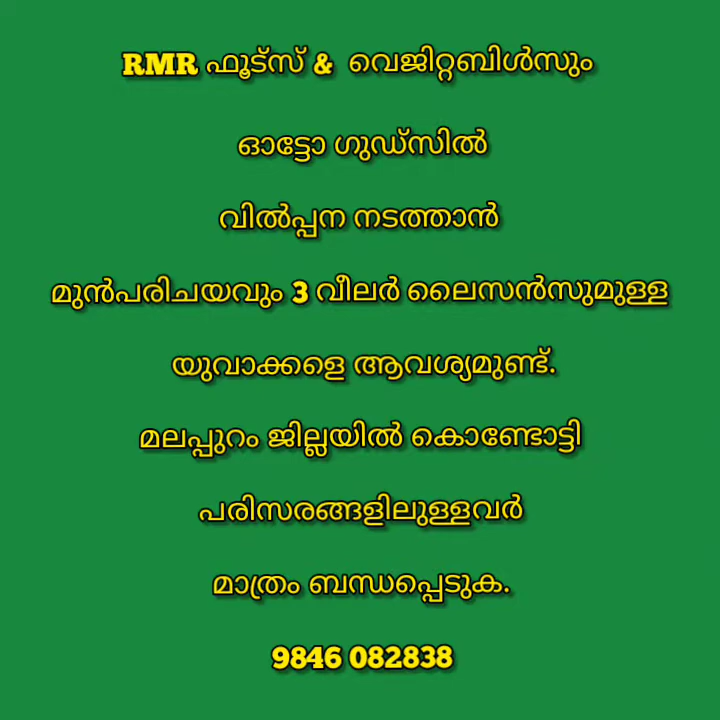 RMR ഫൂട്സ് & വെജിറ്റബിൾസും
ഓട്ടോ ഗുഡ്സിൽ
വിൽപ്പന നടത്താൻ
മുൻപരിചയവും 3 വീലർ ലൈസൻസുമുള്ള
യുവാക്കളെ ആവശ്യമുണ്ട്.
മലപ്പുറം ജില്ലയിൽ കൊണ്ടോട്ടി
പരിസരങ്ങളിലുള്ളവർ
മാത്രം ബന്ധപ്പെടുക.
9846 082838